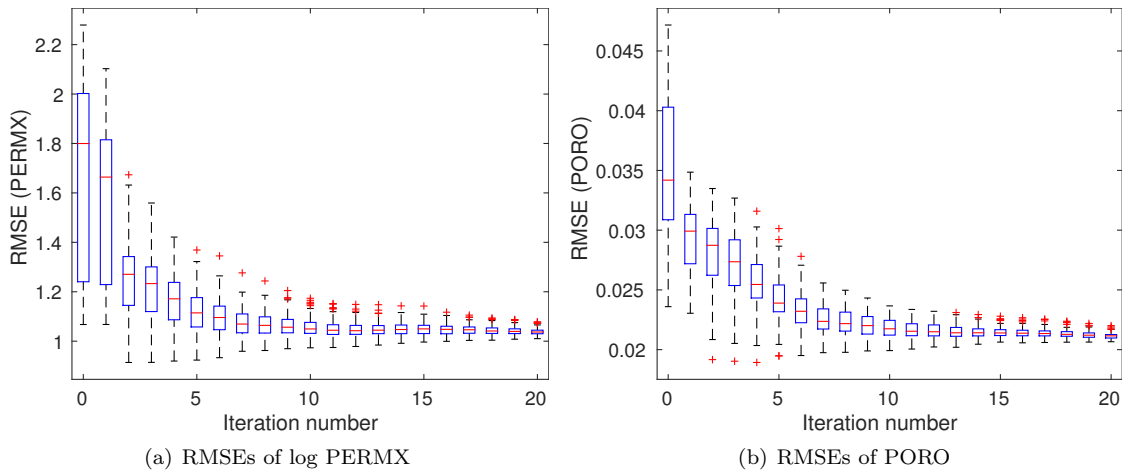 2.2
2
1.8
1.6
1.4
1.2
1
RMSE (PERMX)
0 5 10 15 20
Iteration number
(a) RMSEs of log PERMX
0.045
0.04
0.035
0.03
0.025
0.02
RMSE (PORO)
0 5 10 15 20
Iteration number
(b) RMSEs of PORO